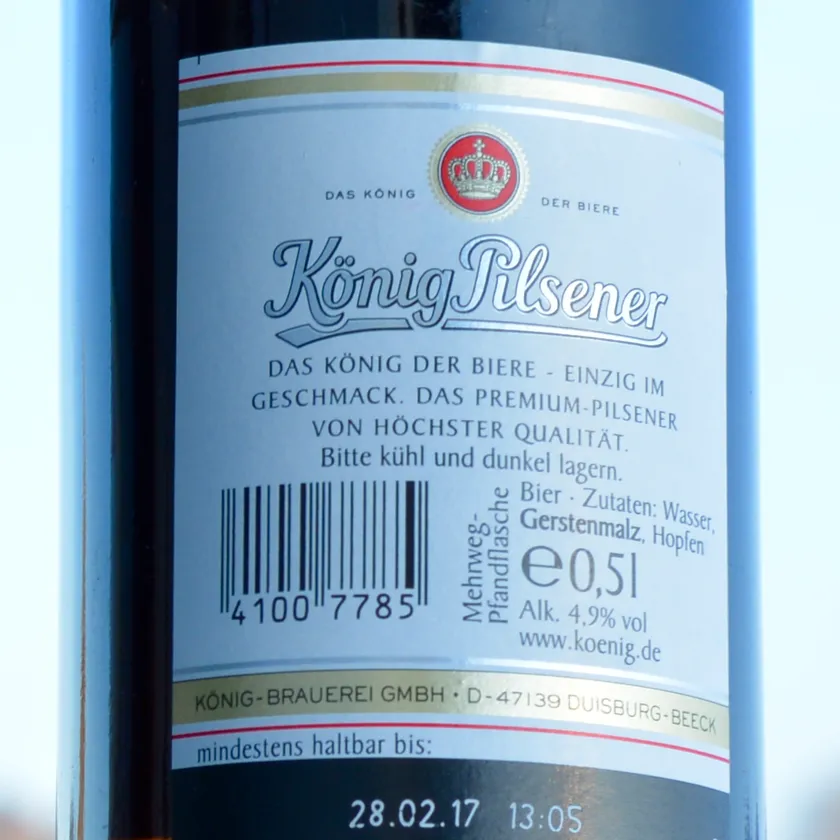 DAS KÖNIG DER BIERE
König Pilsener
DAS KÖNIG DER BIERE - EINZIG IM
GESCHMACK. DAS PREMIUM-PILSENER
VON HÖCHSTER QUALITÄT.
Bitte kühl und dunkel lagern.
4100 7785
Mehrweg-
Pfandflasche
Bier · Zutaten: Wasser,
Gerstenmalz, Hopfen
e 0,5l
Alk. 4,9% vol
www.koenig.de
KÖNIG-BRAUEREI GMBH · D-47139 DUISBURG-BEECK
mindestens haltbar bis:
28.02.17 13:05